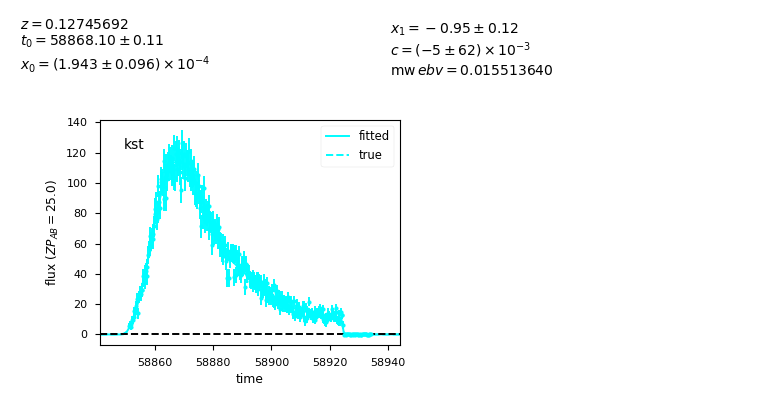 z = 0.12745692
t₀ = 58868.10 ± 0.11
x₀ = (1.943 ± 0.096) × 10⁻⁴
x₁ = −0.95 ± 0.12
c = (−5 ± 62) × 10⁻³
mw ebv = 0.015513640
140
120
100
80
60
40
20
0
flux (ZP_AB = 25.0)
kst
fitted
true
58860 58880 58900 58920 58940
time